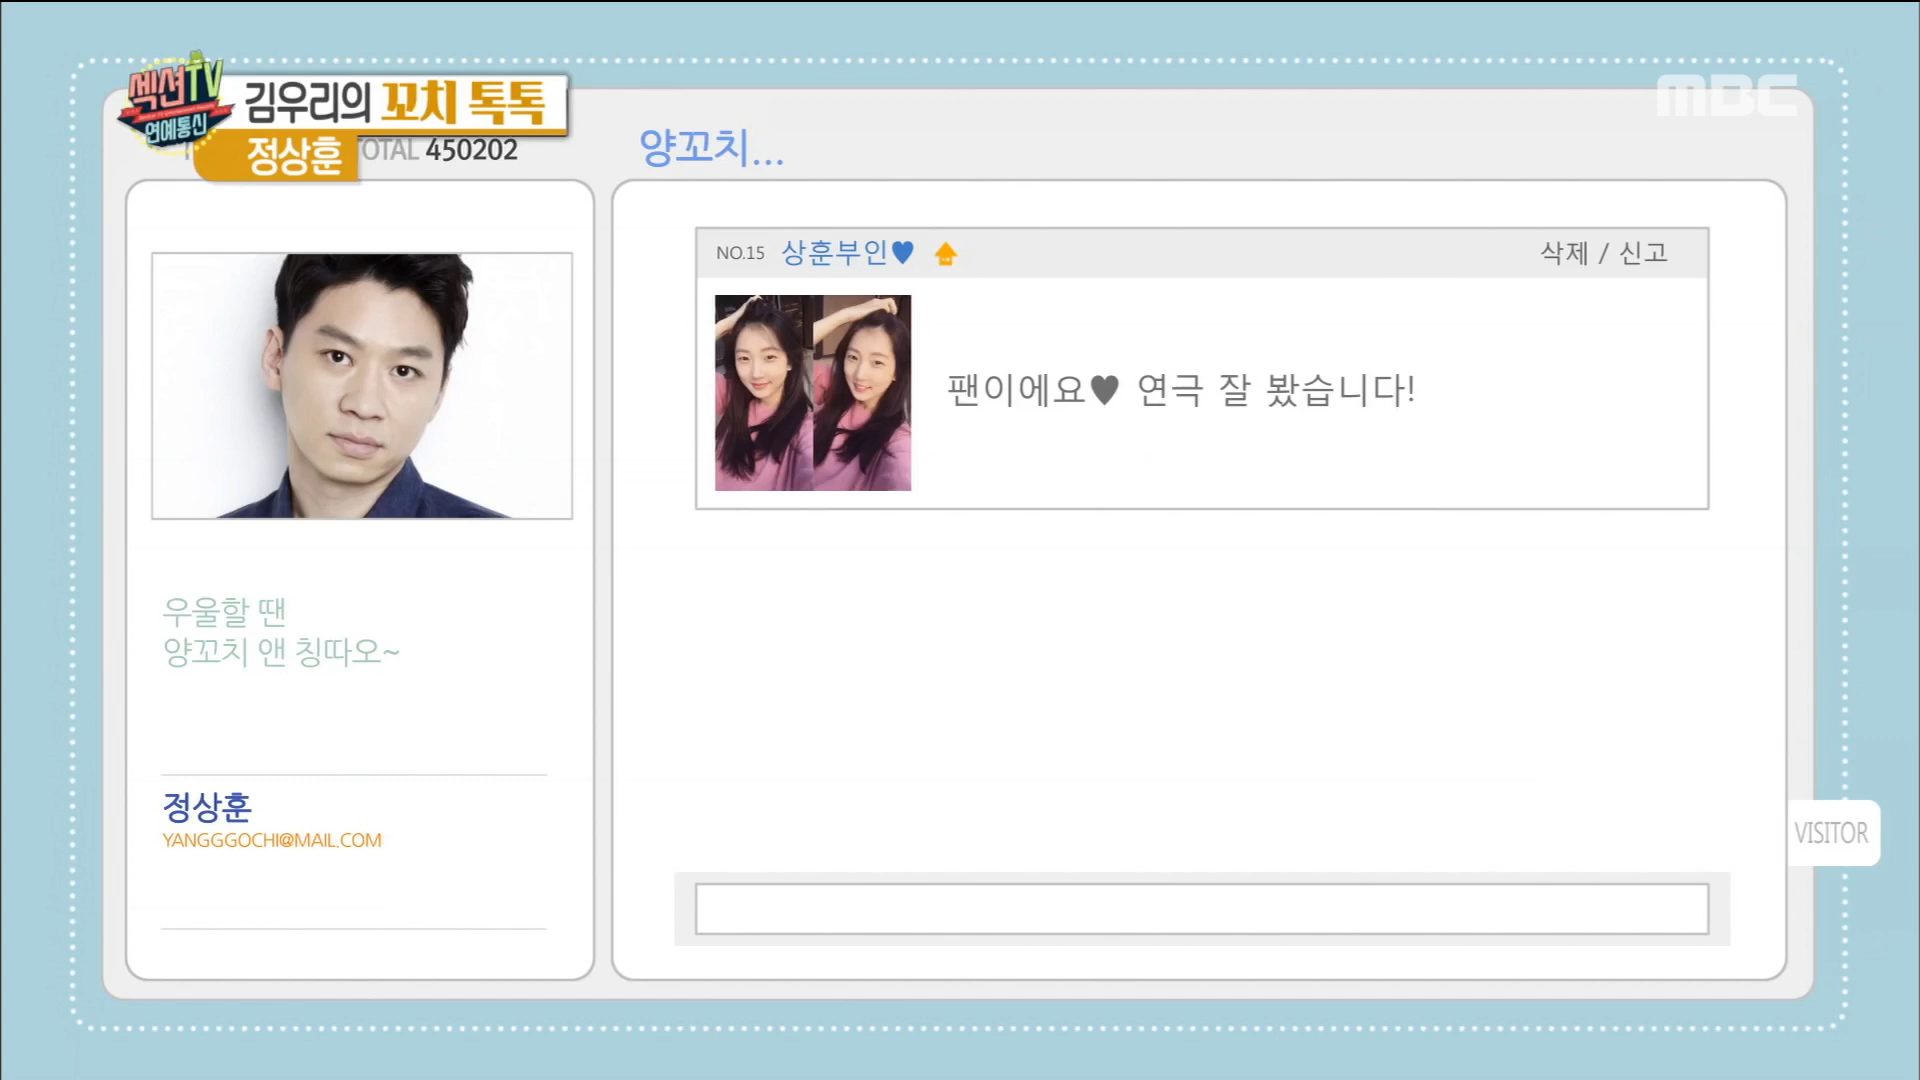 섹션TV
연예통신
김우리의 꼬치 톡톡
정상훈
TOTAL 450202
양꼬치...
MBC
NO.15 상훈부인♥
삭제 / 신고
팬이에요♥ 연극 잘 봤습니다!
우울할 땐
양꼬치 앤 칭따오~
정상훈
YANGGGOCHI@MAIL.COM
VISITOR